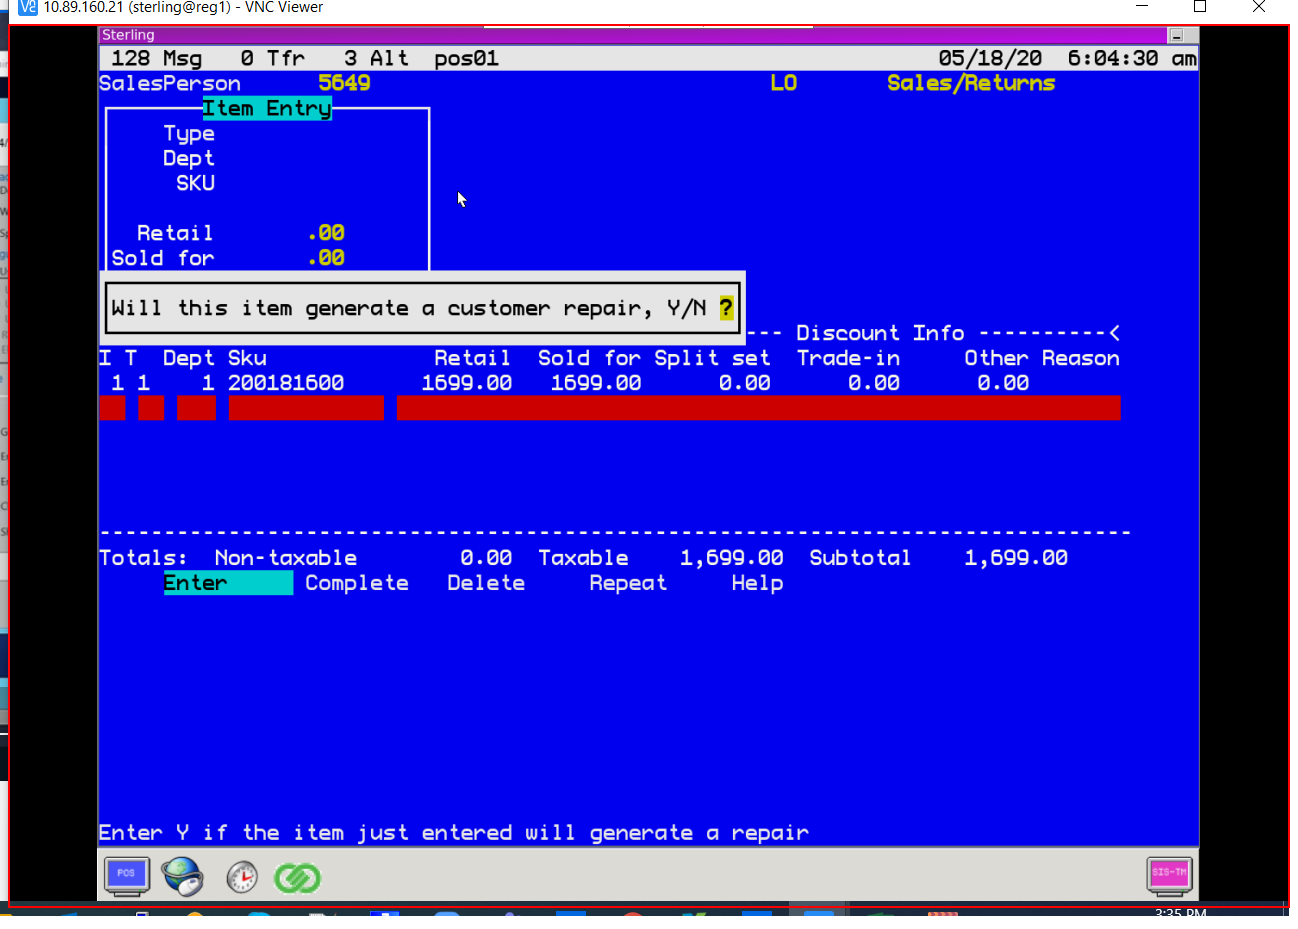 10.89.160.21 (sterling@reg1) - VNC Viewer
Sterling
128 Msg 0 Tfr 3 Alt pos01 05/18/20 6:04:30 am
SalesPerson 5649 LO Sales/Returns
Item Entry
Type
Dept
SKU
Retail .00
Sold for .00
Will this item generate a customer repair, Y/N ?
--- Discount Info ----------<
I T Dept Sku Retail Sold for Split set Trade-in Other Reason
1 1 1 200181600 1699.00 1699.00 0.00 0.00 0.00
Totals: Non-taxable 0.00 Taxable 1,699.00 Subtotal 1,699.00
Enter Complete Delete Repeat Help
Enter Y if the item just entered will generate a repair
POS
SIS-TM
3:35 PM